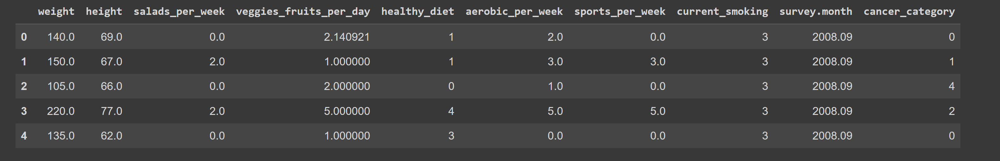 weight height salads_per_week veggies_fruits_per_day healthy_diet aerobic_per_week sports_per_week current_smoking survey.month cancer_category
0 140.0 69.0 0.0 2.140921 1 2.0 0.0 3 2008.09 0
1 150.0 67.0 2.0 1.000000 1 3.0 3.0 3 2008.09 1
2 105.0 66.0 0.0 2.000000 0 1.0 0.0 3 2008.09 4
3 220.0 77.0 2.0 5.000000 4 5.0 5.0 3 2008.09 2
4 135.0 62.0 0.0 1.000000 3 0.0 0.0 3 2008.09 0